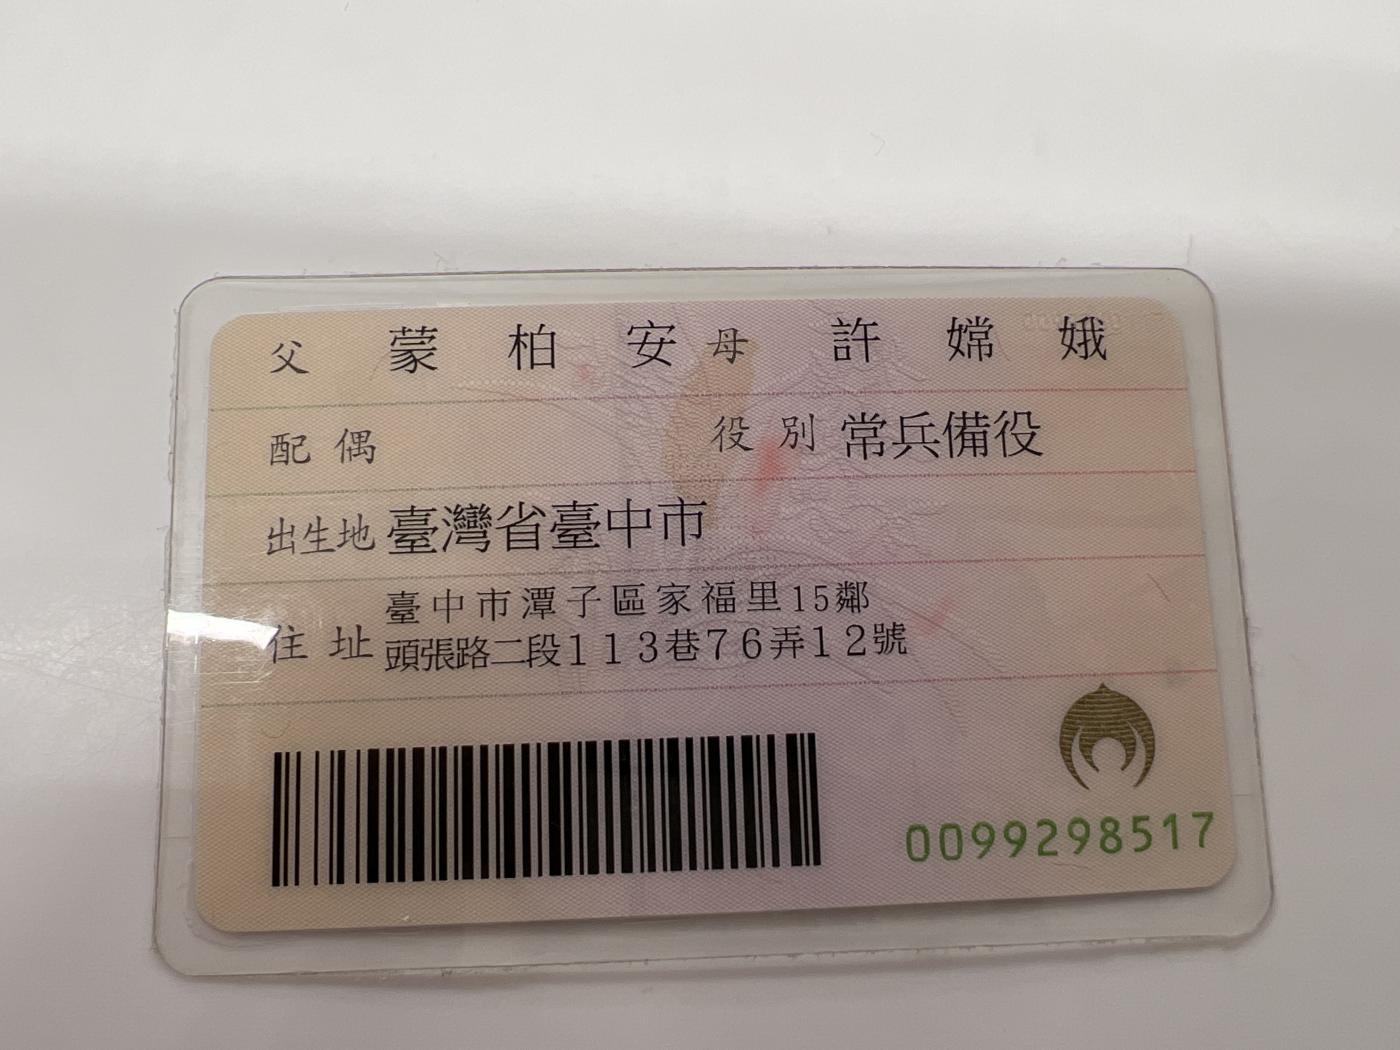 父 蒙柏安 母 許嫦娥
配偶 役別 常兵備役
出生地 臺灣省臺中市
住址 臺中市潭子區家福里15鄰
頭張路二段113巷76弄12號
0099298517